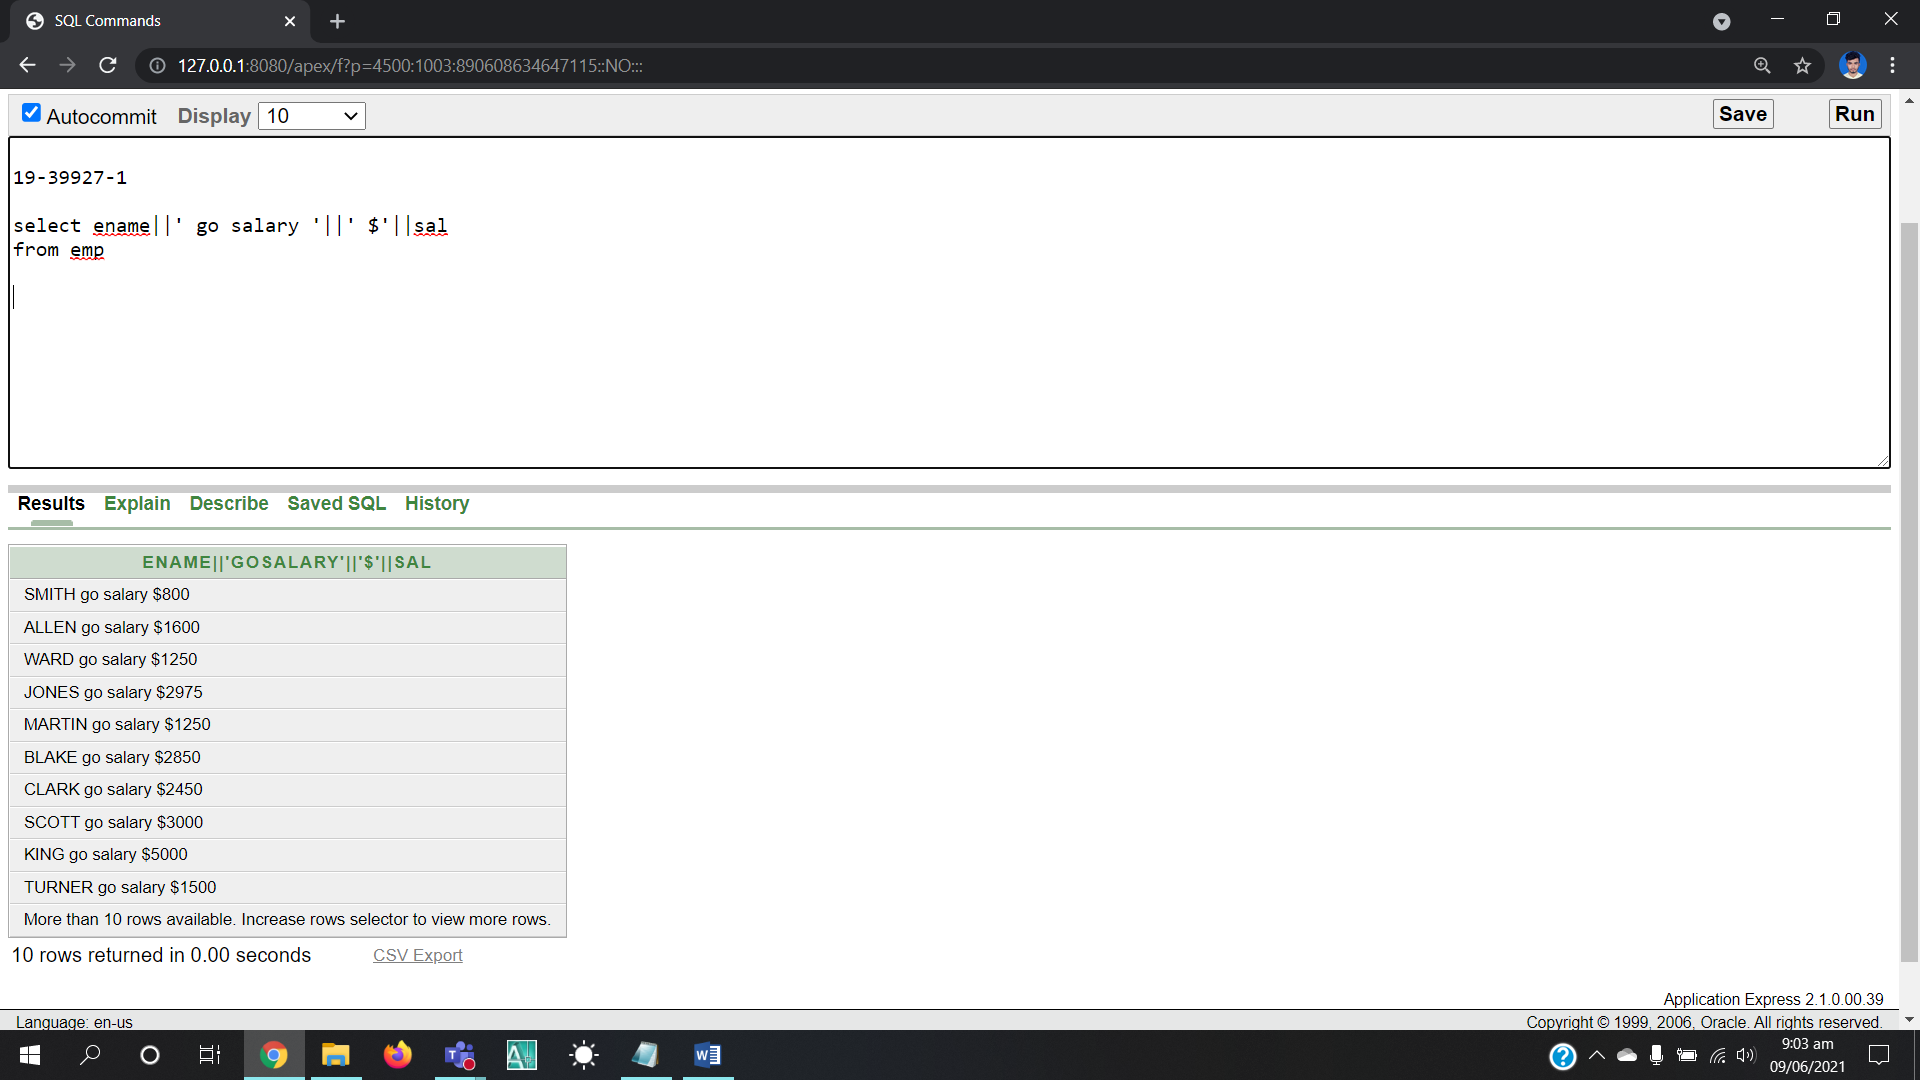 SQL Commands
127.0.0.1:8080/apex/f?p=4500:1003:890608634647115::NO:::
Autocommit Display 10 Save Run
19-39927-1
select ename||' go salary '||' $'||sal
from emp
Results Explain Describe Saved SQL History
ENAME||'GOSALARY'||'$'||SAL
SMITH go salary $800
ALLEN go salary $1600
WARD go salary $1250
JONES go salary $2975
MARTIN go salary $1250
BLAKE go salary $2850
CLARK go salary $2450
SCOTT go salary $3000
KING go salary $5000
TURNER go salary $1500
More than 10 rows available. Increase rows selector to view more rows.
10 rows returned in 0.00 seconds CSV Export
Application Express 2.1.0.00.39
Language: en-us Copyright © 1999, 2006, Oracle. All rights reserved.
9:03 am
09/06/2021